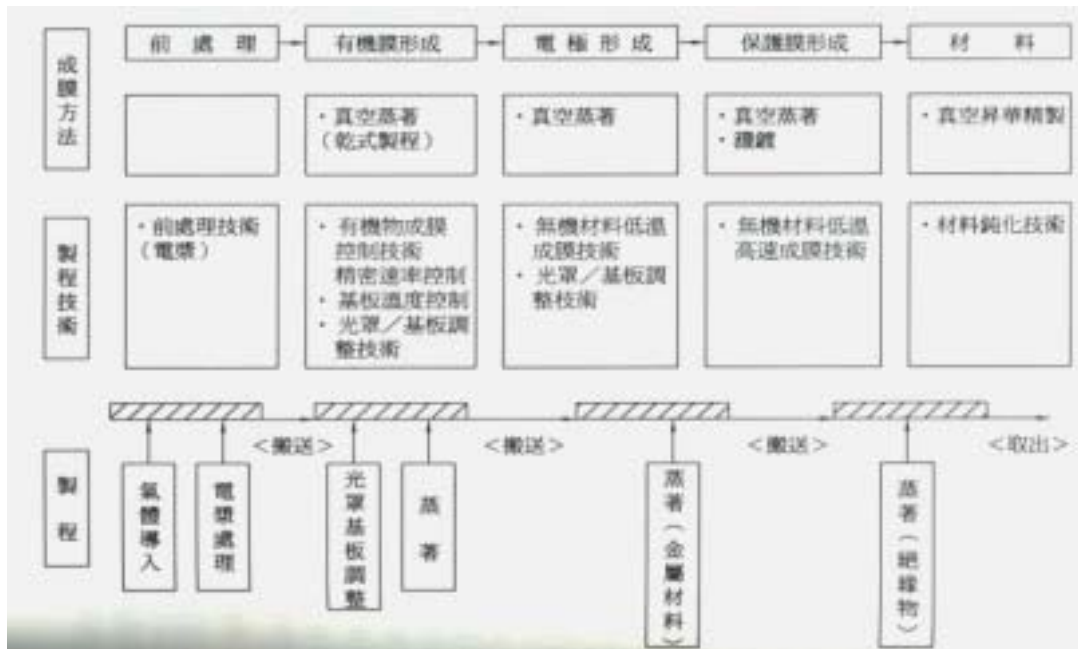 成膜方法
前處理
有機膜形成
電極形成
保護膜形成
材料
・真空蒸著
(乾式製程)
・真空蒸著
・真空蒸著
・濺鍍
・真空昇華精製
製程技術
・前處理技術
(電漿)
・有機物成膜
控制技術
精密速率控制
・基板溫度控制
・光罩/基板調
整技術
・無機材料低溫
成膜技術
・光罩/基板調
整技術
・無機材料低溫
高速成膜技術
・材料鈍化技術
<搬送>
<搬送>
<搬送>
<取出>
製程
氣體導入
電漿處理
光罩基板調整
蒸著
蒸著(金屬材料)
蒸著(絕緣物)